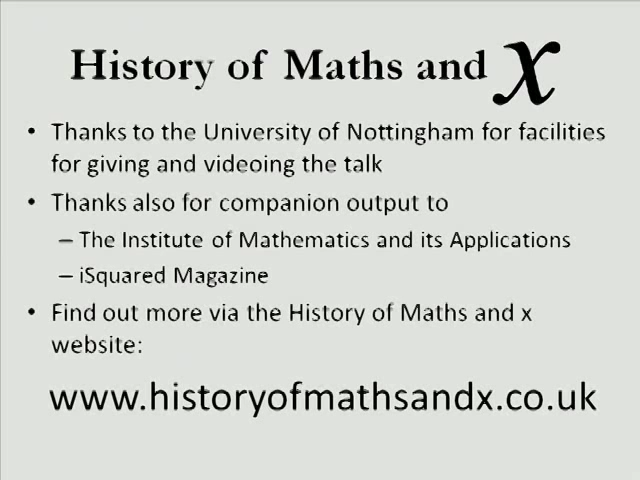 History of Maths and x
• Thanks to the University of Nottingham for facilities
for giving and videoing the talk
• Thanks also for companion output to
– The Institute of Mathematics and its Applications
– iSquared Magazine
• Find out more via the History of Maths and x
website:
www.historyofmathsandx.co.uk